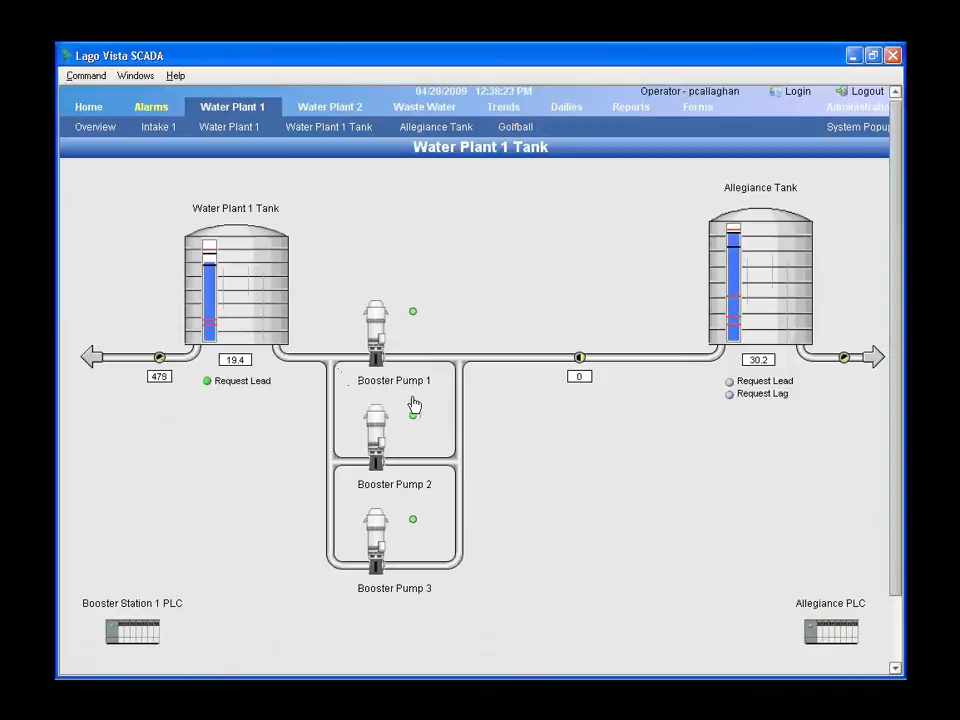 Lago Vista SCADA
Command Windows Help
04/28/2009 12:38:23 PM Operator - pcallaghan Login Logout
Home Alarms Water Plant 1 Water Plant 2 Waste Water Trends Dailies Reports Forms Administratio
Overview Intake 1 Water Plant 1 Water Plant 1 Tank Allegiance Tank Golfball System Popu
Water Plant 1 Tank
Allegiance Tank
Water Plant 1 Tank
19.4
30.2
478
0
Booster Pump 1
Request Lead
Request Lead
Request Lag
Booster Pump 2
Booster Pump 3
Booster Station 1 PLC
Allegiance PLC